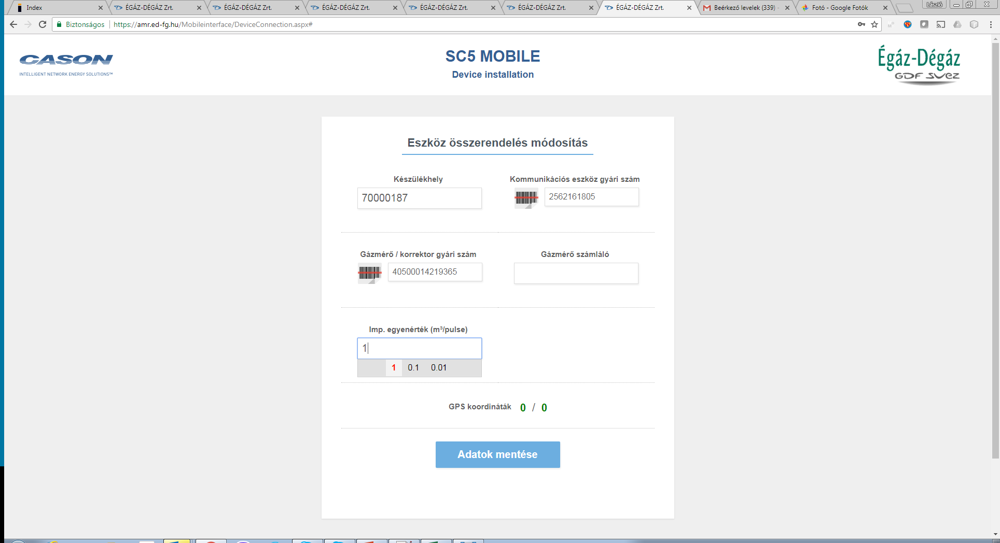 Index
ÉGÁZ-DÉGÁZ Zrt.
ÉGÁZ-DÉGÁZ Zrt.
ÉGÁZ-DÉGÁZ Zrt.
ÉGÁZ-DÉGÁZ Zrt.
ÉGÁZ-DÉGÁZ Zrt.
ÉGÁZ-DÉGÁZ Zrt.
Beérkező levelek (339) -
Fotó - Google Fotók
László
Biztonságos
https://amr.ed-fg.hu/Mobileinterface/DeviceConnection.aspx#
CASON
INTELLIGENT NETWORK ENERGY SOLUTIONS™
SC5 MOBILE
Device installation
Égáz-Dégáz
GDF SUEZ
Eszköz összerendelés módosítás
Készülékhely
Kommunikációs eszköz gyári szám
70000187
2562161805
Gázmérő / korrektor gyári szám
Gázmérő számláló
40500014219365
Imp. egyenérték (m³/pulse)
1
1 0.1 0.01
GPS koordináták 0 / 0
Adatok mentése